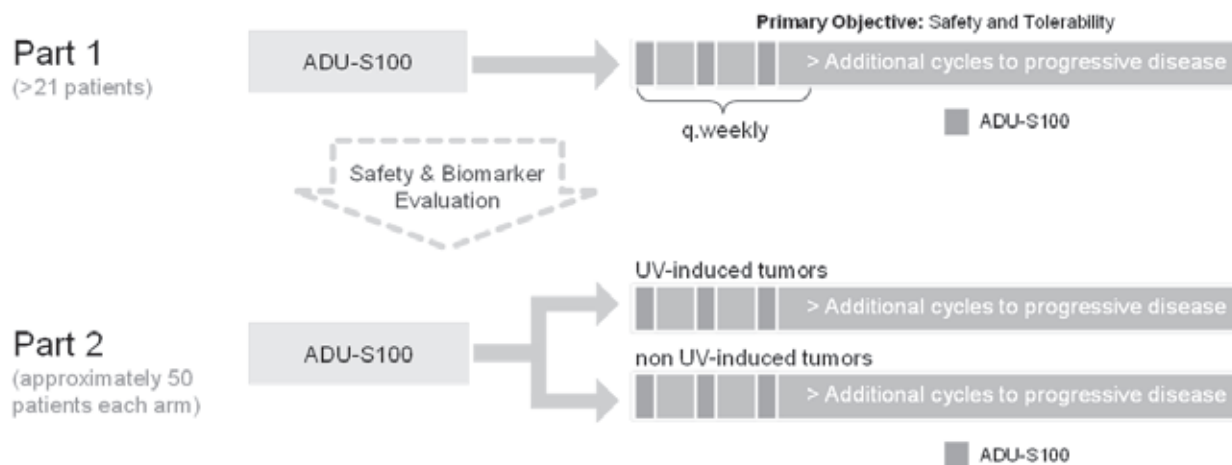 Primary Objective: Safety and Tolerability
Part 1
(>21 patients)
ADU-S100
> Additional cycles to progressive disease
q.weekly
ADU-S100
Safety & Biomarker
Evaluation
UV-induced tumors
> Additional cycles to progressive disease
Part 2
(approximately 50
patients each arm)
ADU-S100
non UV-induced tumors
> Additional cycles to progressive disease
ADU-S100